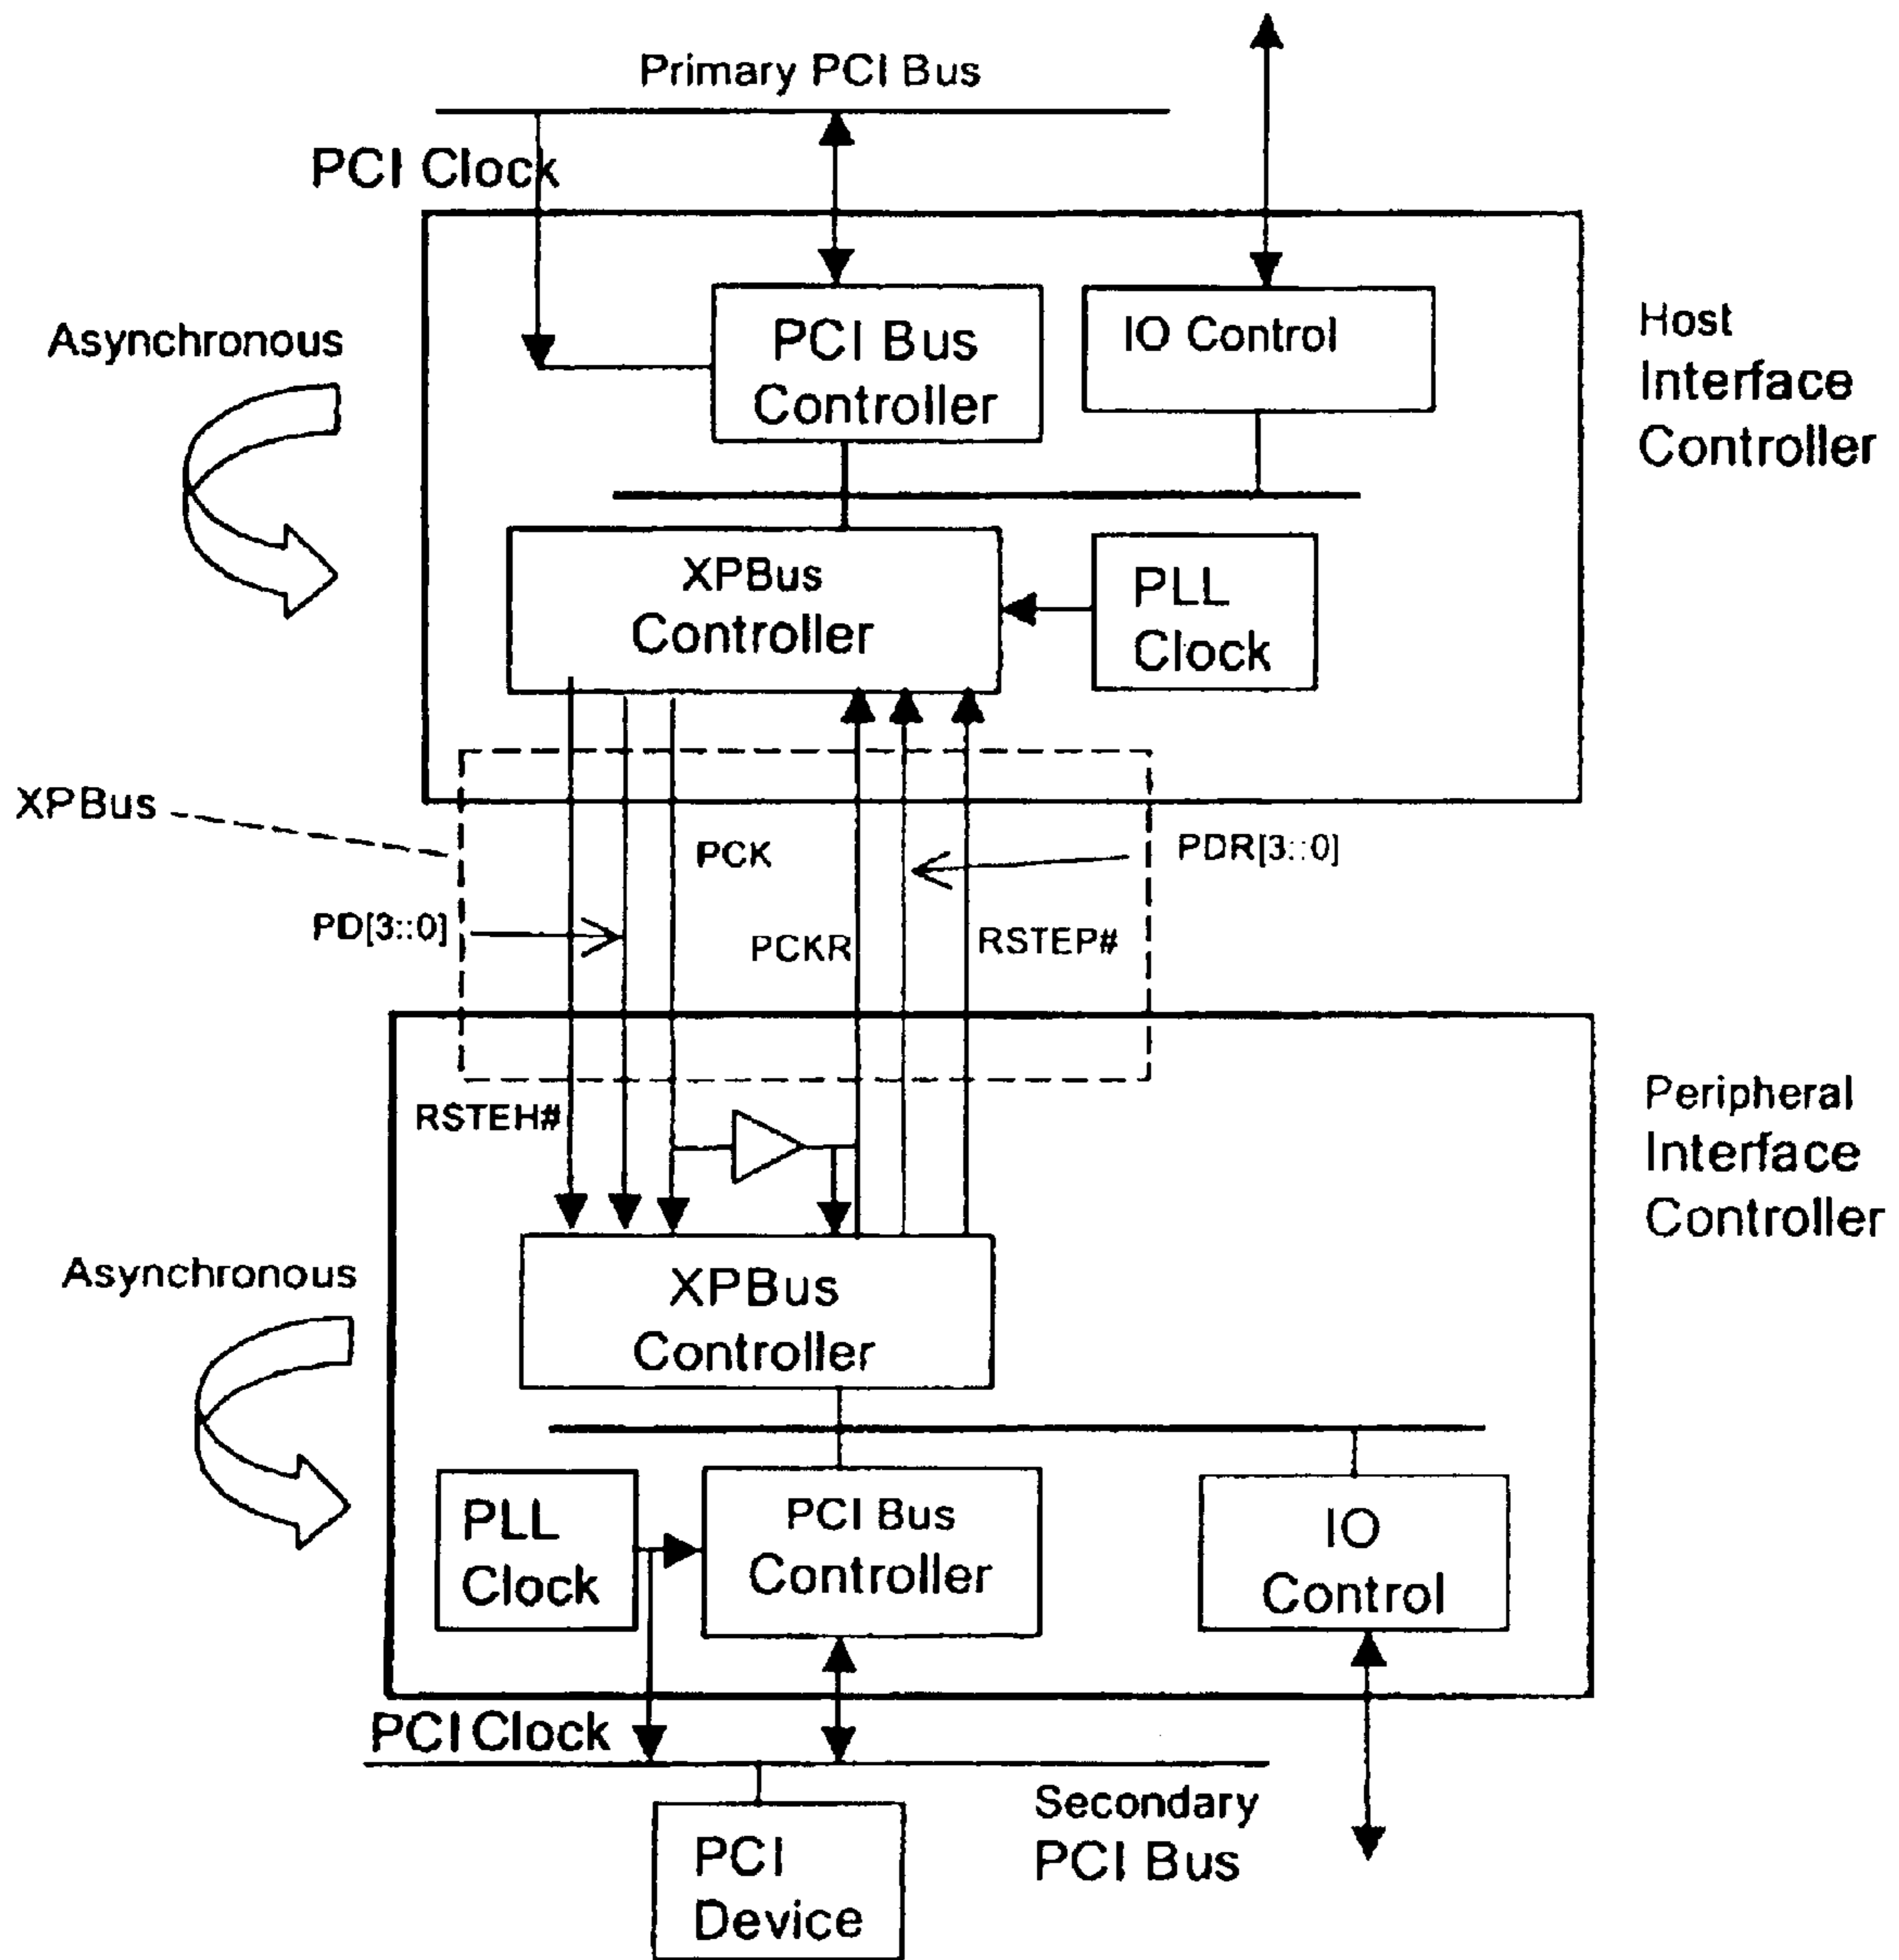 Primary PCI Bus
PCI Clock
Asynchronous
PCI Bus
Controller
IO Control
Host
Interface
Controller
XPBus
Controller
PLL
Clock
XPBus
PCK
PDR[3::0]
PD[3::0]
PCKR
RSTEP#
RSTEH#
Peripheral
Interface
Controller
Asynchronous
XPBus
Controller
PLL
Clock
PCI Bus
Controller
IO
Control
PCI Clock
Secondary
PCI Bus
PCI
Device